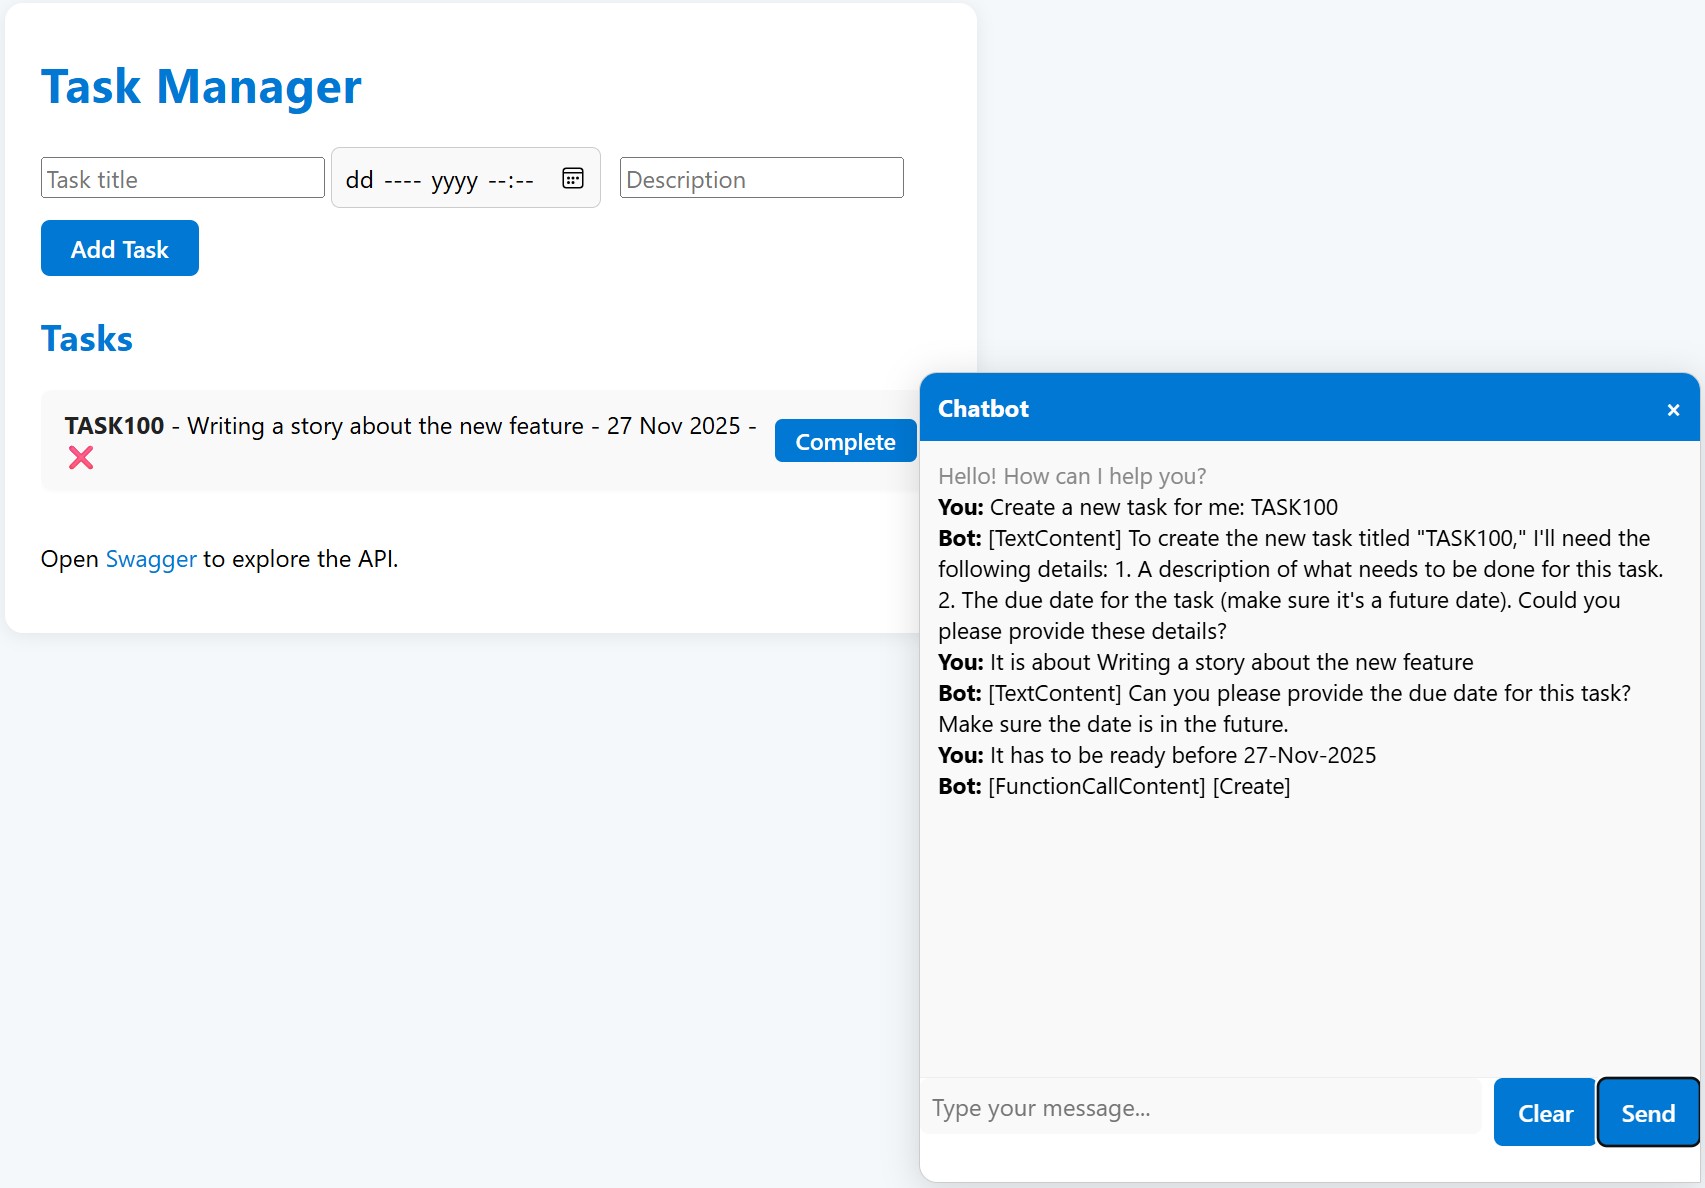 Task Manager
Task title
dd ---- yyyy --:--
Description
Add Task
Tasks
TASK100 - Writing a story about the new feature - 27 Nov 2025 -
❌
Complete
Open Swagger to explore the API.
Chatbot
×
Hello! How can I help you?
You: Create a new task for me: TASK100
Bot: [TextContent] To create the new task titled "TASK100," I'll need the
following details: 1. A description of what needs to be done for this task.
2. The due date for the task (make sure it's a future date). Could you
please provide these details?
You: It is about Writing a story about the new feature
Bot: [TextContent] Can you please provide the due date for this task?
Make sure the date is in the future.
You: It has to be ready before 27-Nov-2025
Bot: [FunctionCallContent] [Create]
Type your message...
Clear
Send